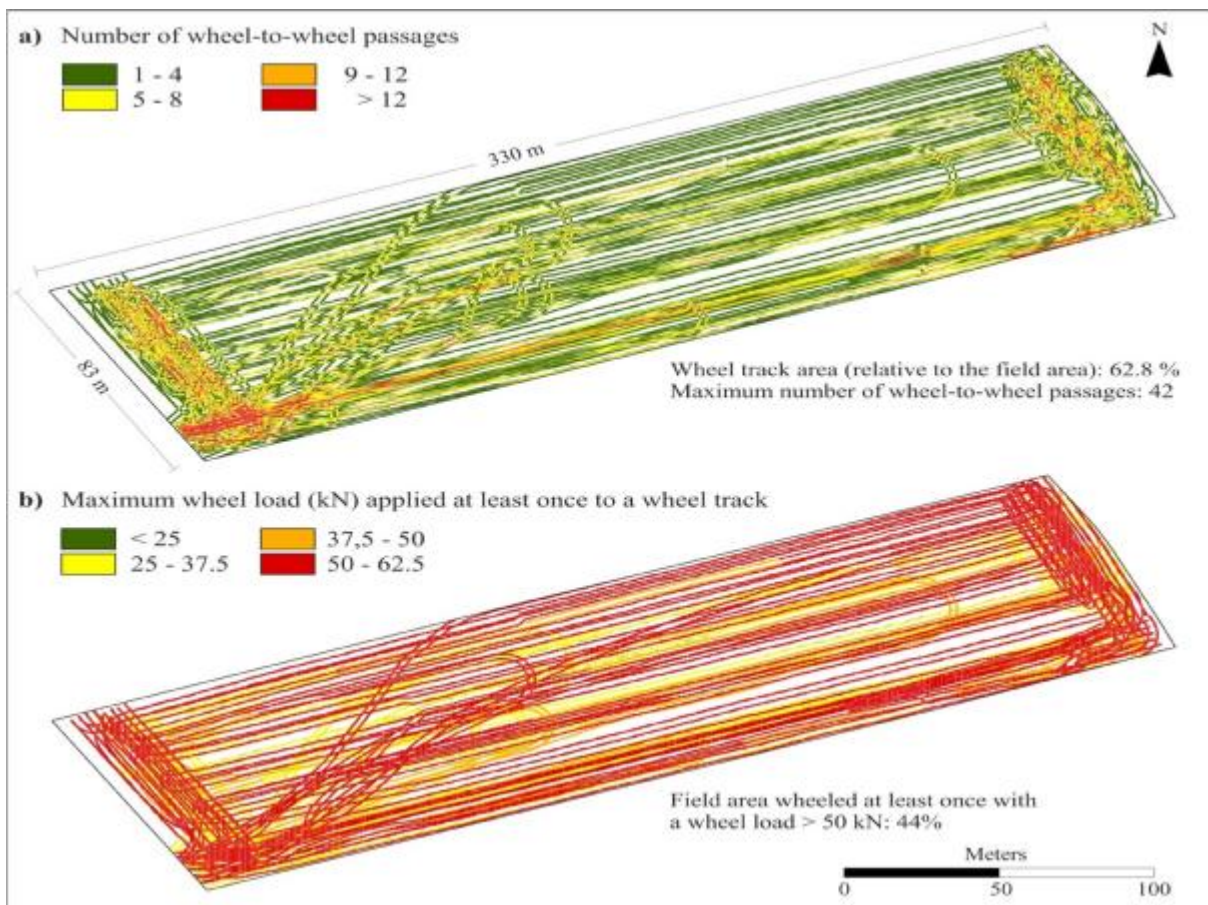 a) Number of wheel-to-wheel passages
1 - 4
9 - 12
5 - 8
> 12
N
330 m
83 m
Wheel track area (relative to the field area): 62.8 %
Maximum number of wheel-to-wheel passages: 42
b) Maximum wheel load (kN) applied at least once to a wheel track
< 25
37,5 - 50
25 - 37.5
50 - 62.5
Field area wheeled at least once with
a wheel load > 50 kN: 44%
Meters
0 50 100